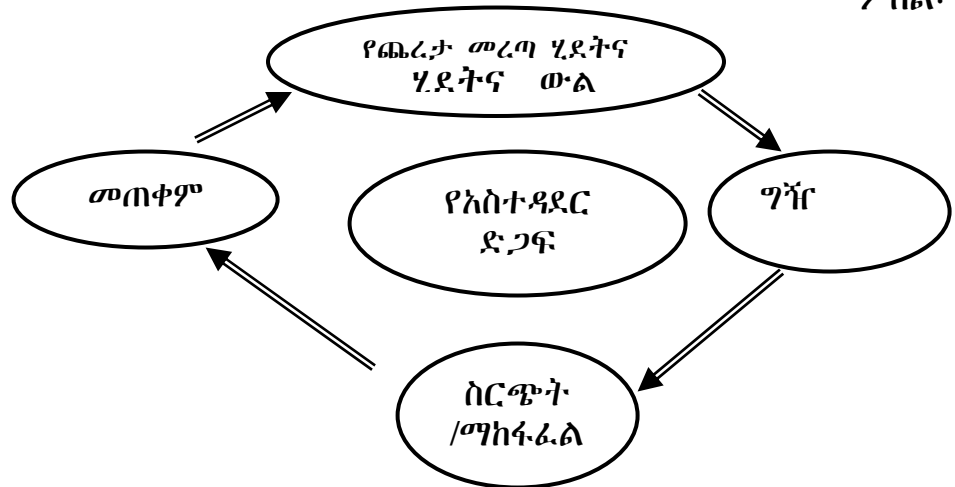 የጨረታ መረጣ ሂደትና
ሂደትና ውል
መጠቀም
የአስተዳደር
ድጋፍ
ግዥ
ስርጭት
/ማከፋፈል